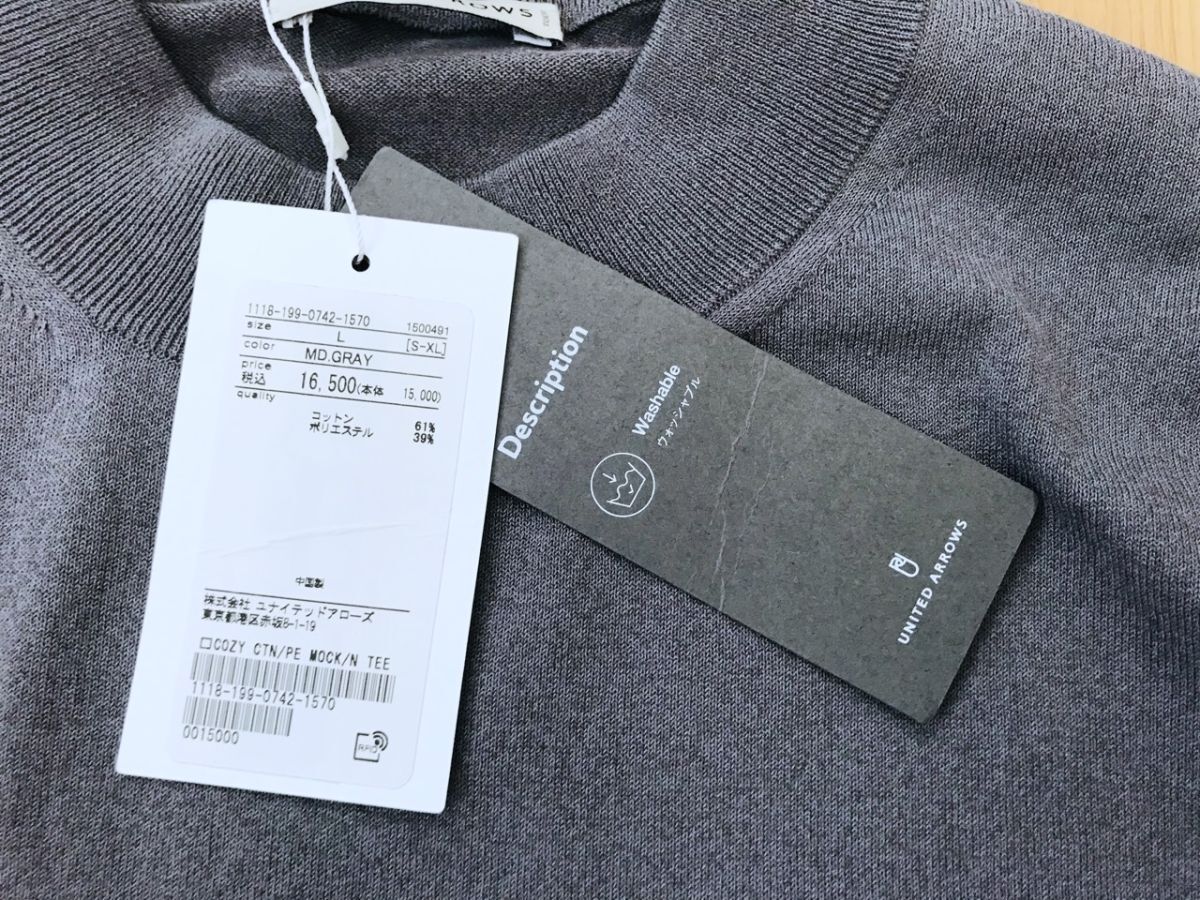 ROWS
1118-199-0742-1570 1500491
size L [S-XL]
color MD.GRAY
price
税込 16,500(本体 15,000)
quality
コットン 61%
ポリエステル 39%
中国製
株式会社 ユナイテッドアローズ
東京都港区赤坂8-1-19
□COZY CTN/PE MOCK/N TEE
1118-199-0742-1570
0015000
RFID
Description
Washable
ウォッシャブル
UNITED ARROWS